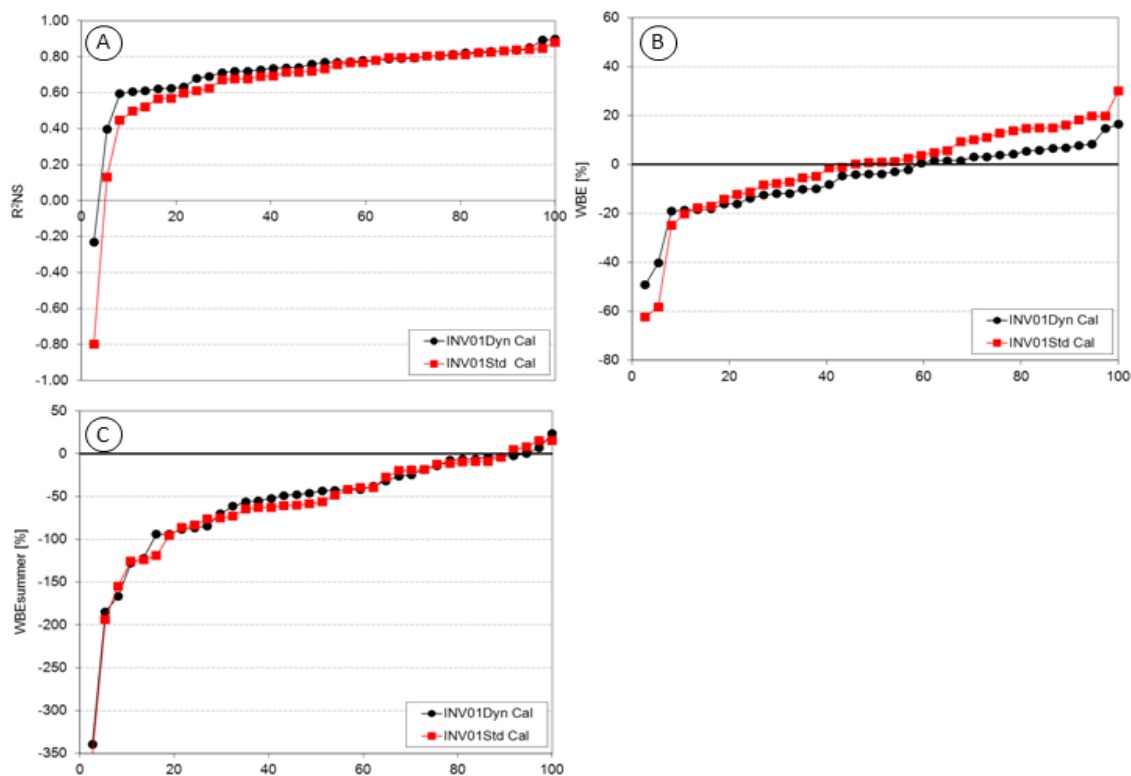 A
1.00
0.80
0.60
0.40
0.20
0.00
-0.20
-0.40
-0.60
-0.80
-1.00
R²NS
0 20 40 60 80 100
INV01Dyn Cal
INV01Std Cal
B
60
40
20
0
-20
-40
-60
-80
WBE [%]
0 20 40 60 80 100
INV01Dyn Cal
INV01Std Cal
C
50
0
-50
-100
-150
-200
-250
-300
-350
WBEsummer [%]
0 20 40 60 80 100
INV01Dyn Cal
INV01Std Cal